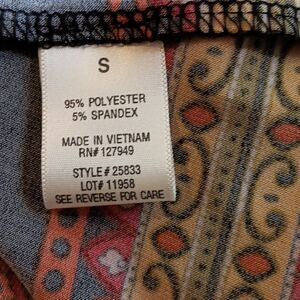 S
95% POLYESTER
5% SPANDEX
MADE IN VIETNAM
RN# 127949
STYLE # 25833
LOT# 11958
SEE REVERSE FOR CARE